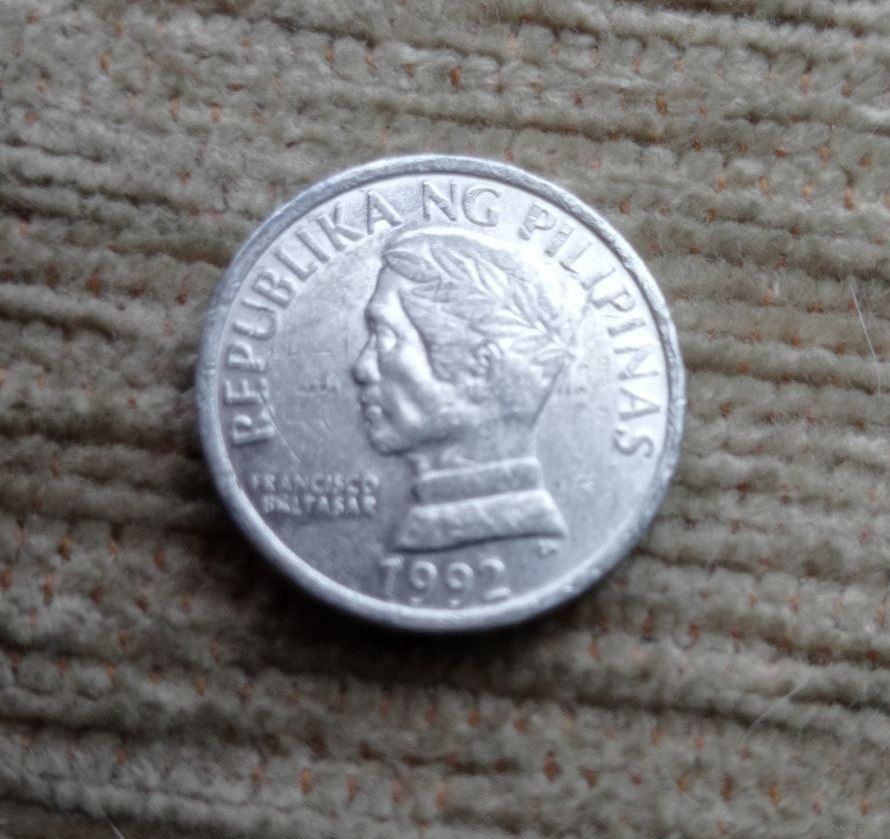 REPUBLIKA NG PILIPINAS
FRANCISCO
BALTASAR
1992